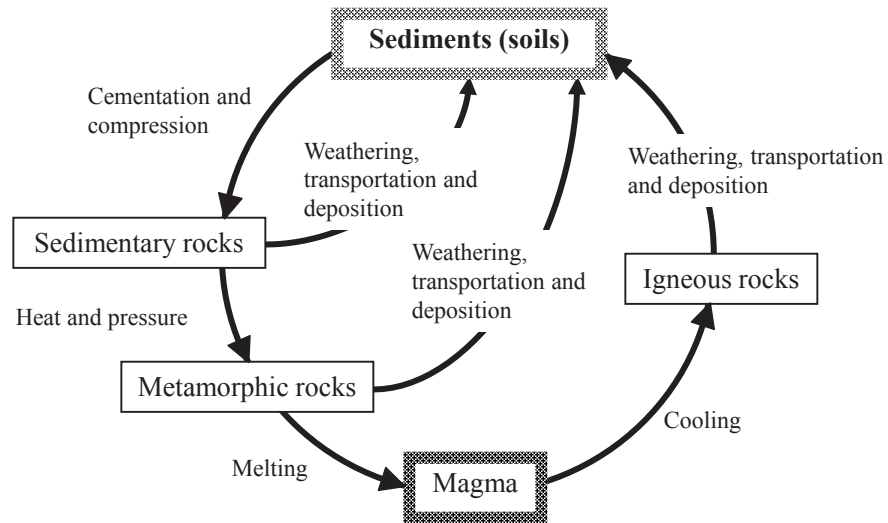 Sediments (soils)
Cementation and
compression
Weathering,
transportation and
deposition
Weathering, transportation
and deposition
Sedimentary rocks
Weathering,
transportation and
deposition
Igneous rocks
Heat and pressure
Metamorphic rocks
Cooling
Melting
Magma